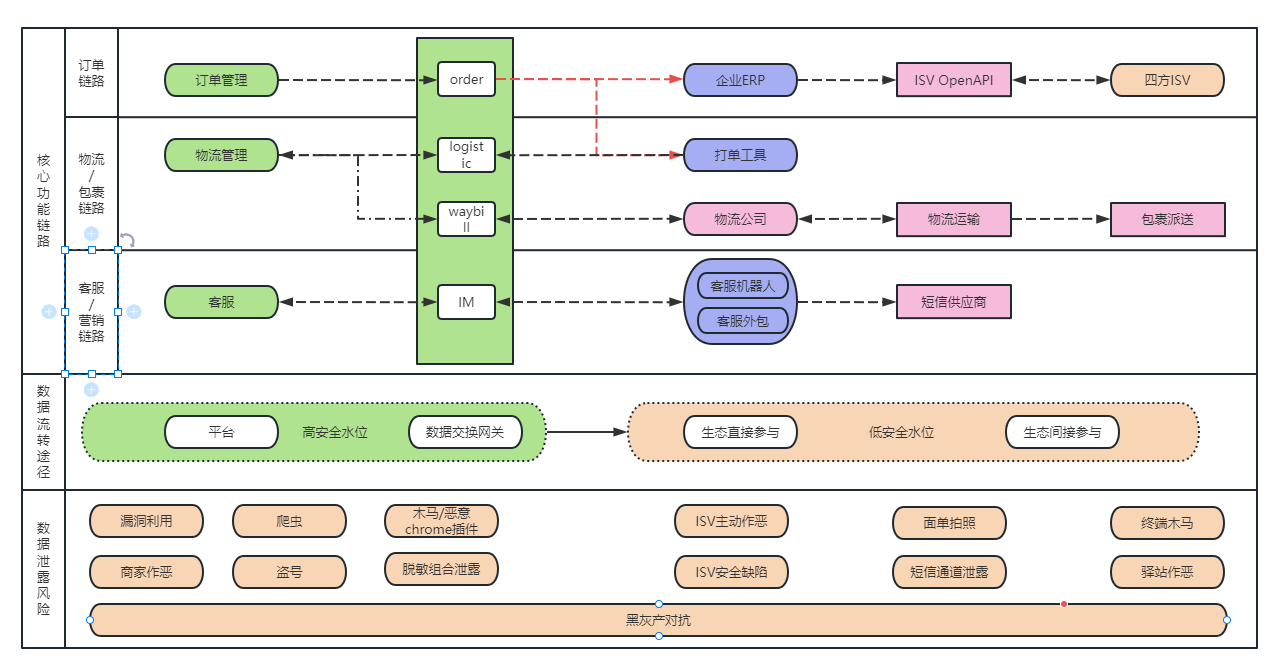 核
心
功
能
链
路
订单
链路
订单管理
order
企业ERP
ISV OpenAPI
四方ISV
物流
/
包裹
链路
物流管理
logist
ic
打单工具
waybi
ll
物流公司
物流运输
包裹派送
客服
/
营销
链路
客服
IM
客服机器人
客服外包
短信供应商
数
据
流
转
途
径
平台
高安全水位
数据交换网关
生态直接参与
低安全水位
生态间接参与
数
据
泄
露
风
险
漏洞利用
爬虫
木马/恶意
chrome插件
ISV主动作恶
面单拍照
终端木马
商家作恶
盗号
脱敏组合泄露
ISV安全缺陷
短信通道泄露
驿站作恶
黑灰产对抗